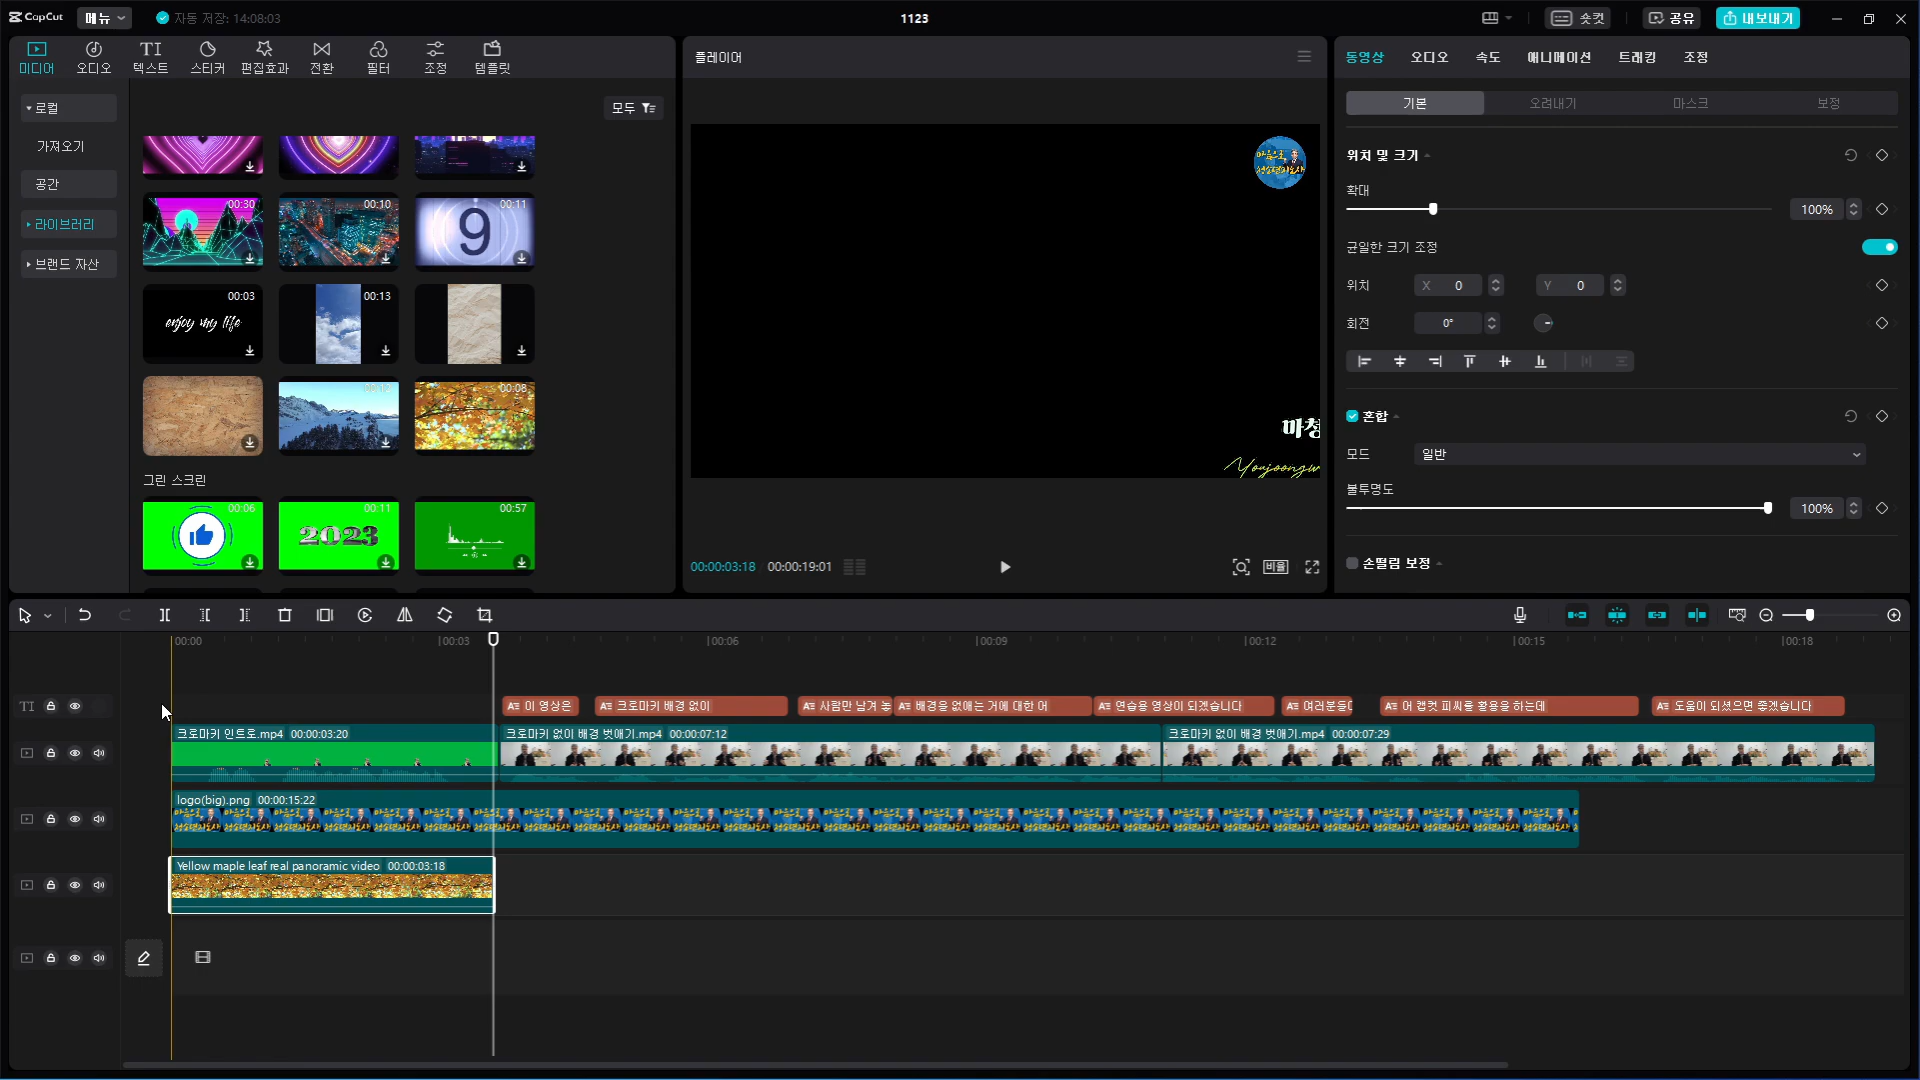 CapCut
메뉴
자동 저장: 14:08:03
1123
숏컷
공유
내보내기
미디어
오디오
텍스트
스티커
편집효과
전환
필터
조정
템플릿
로컬
가져오기
공간
라이브러리
브랜드 자산
모두
00:30
00:10
00:11
9
00:03
enjoy my life
00:13
00:12
00:08
그린 스크린
00:06
00:11
2023
00:57
플레이어
마음으로,
마청
00:00:03:18
00:00:19:01
비율
동영상
오디오
속도
애니메이션
트래킹
조정
기본
오려내기
마스크
보정
위치 및 크기
확대
100%
균일한 크기 조정
위치
X 0
Y 0
회전
0°
혼합
모드
일반
불투명도
100%
손떨림 보정
00:00
00:03
00:06
00:09
00:12
00:15
00:18
TI
이 영상은
크로마키 배경 없이
사람만 남겨 놓
배경을 없애는 거에 대한 어
연습용 영상이 되겠습니다
여러분들
어 캡컷 피씨를 활용을 하는데
도움이 되셨으면 좋겠습니다
크로마키 인트로.mp4 00:00:03:20
크로마키 없이 배경 벗애기.mp4 00:00:07:12
크로마키 없이 배경 벗애기.mp4 00:00:07:29
logo(big).png 00:00:15:22
Yellow maple leaf real panoramic video 00:00:03:18